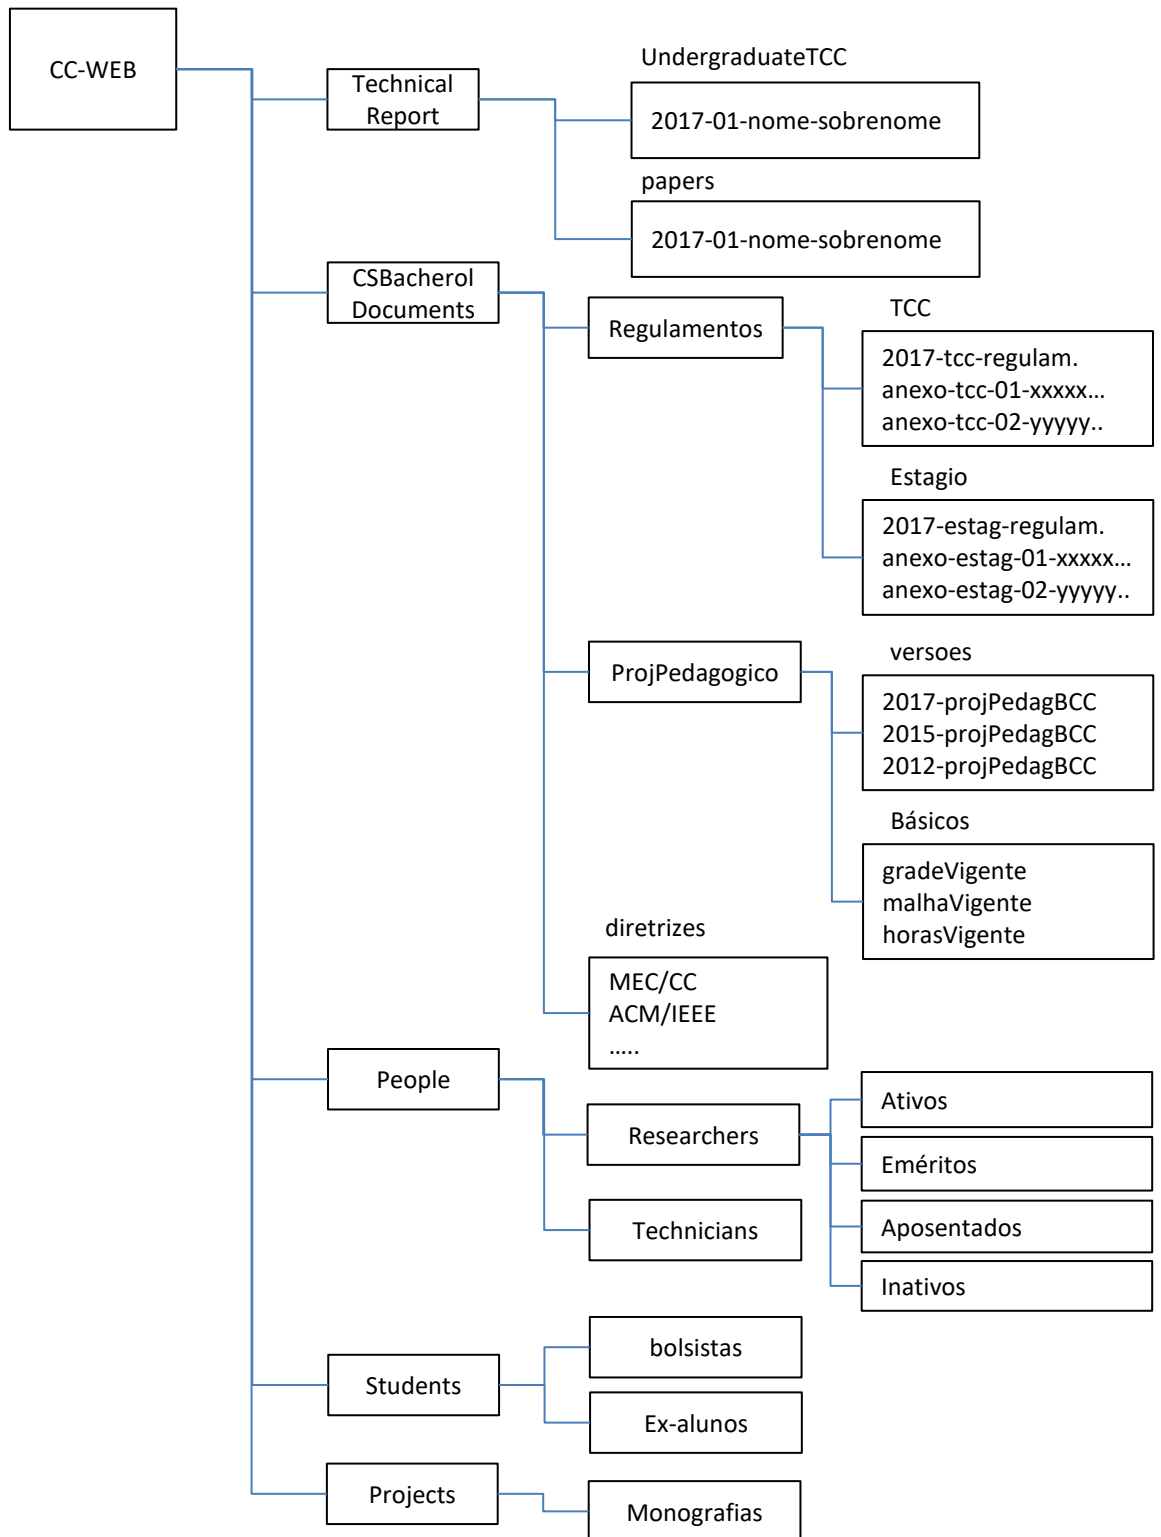 CC-WEB
Technical
Report
UndergraduateTCC
2017-01-nome-sobrenome
papers
2017-01-nome-sobrenome
CSBacherol
Documents
Regulamentos
TCC
2017-tcc-regulam.
anexo-tcc-01-xxxxx...
anexo-tcc-02-yyyyy..
Estagio
2017-estag-regulam.
anexo-estag-01-xxxxx...
anexo-estag-02-yyyyy..
ProjPedagogico
versoes
2017-projPedagBCC
2015-projPedagBCC
2012-projPedagBCC
Básicos
gradeVigente
malhaVigente
horasVigente
diretrizes
MEC/CC
ACM/IEEE
.....
People
Researchers
Ativos
Eméritos
Aposentados
Inativos
Technicians
Students
bolsistas
Ex-alunos
Projects
Monografias